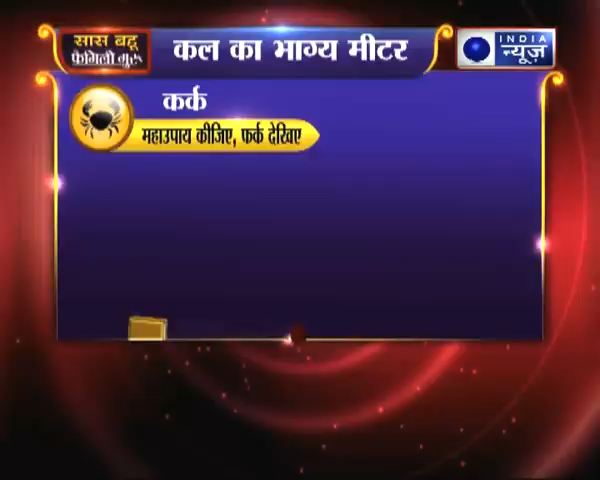 सास बहू
फैमिली गुरू
कल का भाग्य मीटर
INDIA
न्यूज़
कर्क
महाउपाय कीजिए, फर्क देखिए